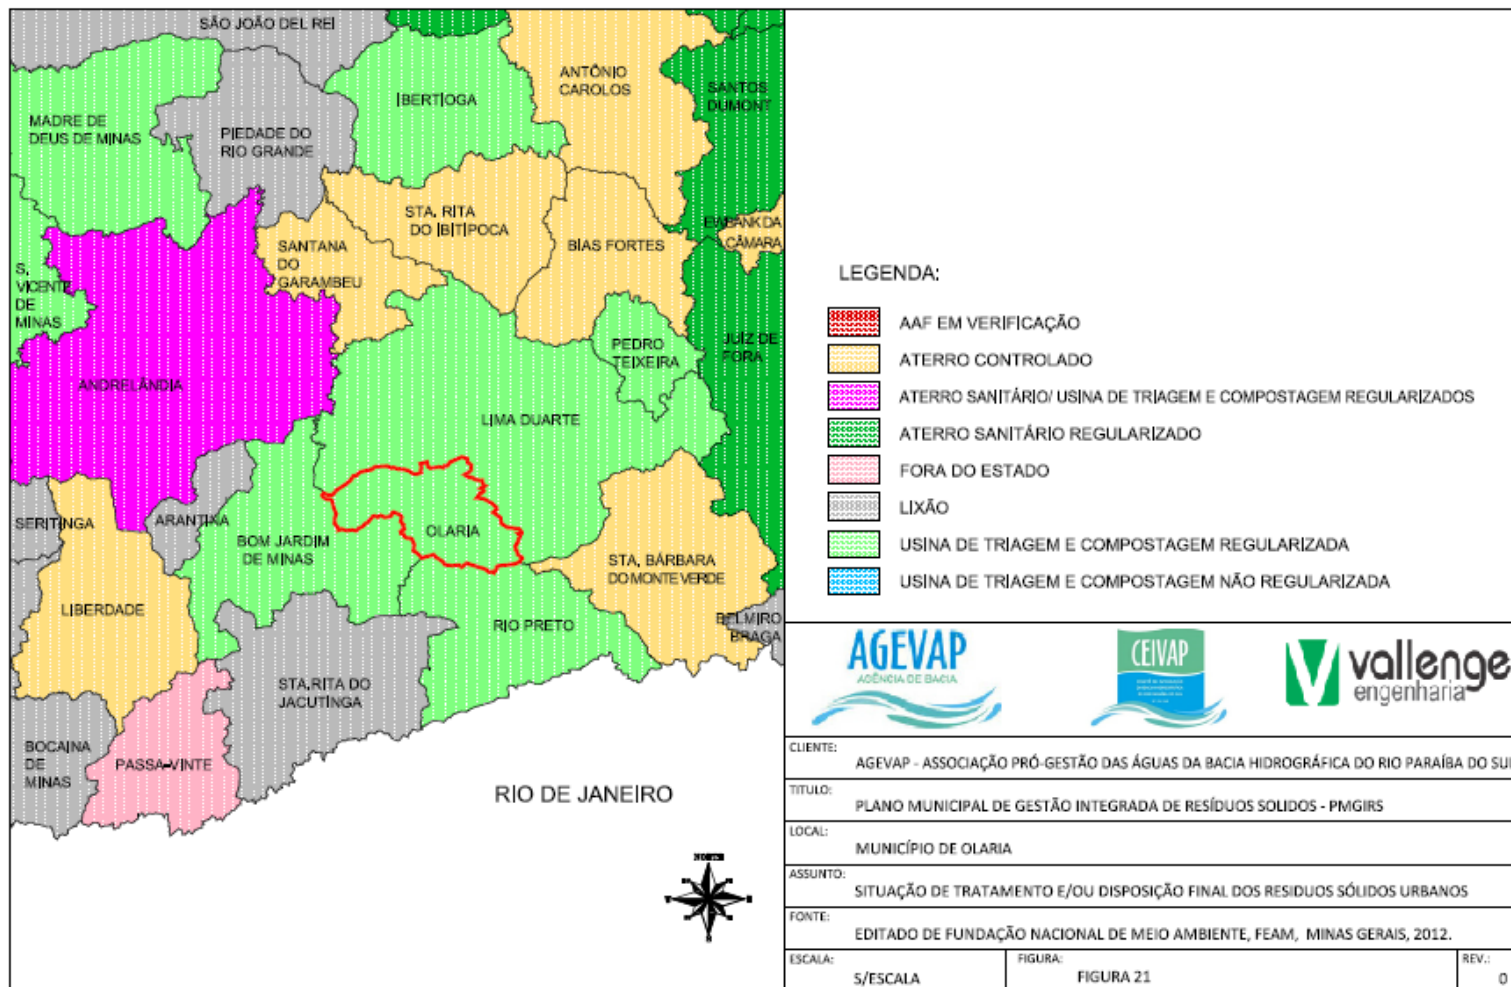 SÃO JOÃO DEL REI
ANTÔNIO
CAROLOS
SANTOS
DUMONT
IBERTIOGA
MADRE DE
DEUS DE MINAS
PIEDADE DO
RIO GRANDE
STA. RITA
DO IBITIPOCA
EWBANK DA
CÂMARA
BIAS FORTES
SANTANA
DO
GARAMBEU
S.
VICENTE
DE
MINAS
PEDRO
TEIXEIRA
JUIZ DE
FORA
ANDRELÂNDIA
LIMA DUARTE
SERITINGA
ARANTINA
OLARIA
BOM JARDIM
DE MINAS
STA. BÁRBARA
DO MONTE VERDE
LIBERDADE
RIO PRETO
BELMIRO
BRAGA
STA.RITA DO
JACUTINGA
BOCAINA
DE
MINAS
PASSA-VINTE
RIO DE JANEIRO
NORTH
S
LEGENDA:
AAF EM VERIFICAÇÃO
ATERRO CONTROLADO
ATERRO SANITÁRIO/ USINA DE TRIAGEM E COMPOSTAGEM REGULARIZADOS
ATERRO SANITÁRIO REGULARIZADO
FORA DO ESTADO
LIXÃO
USINA DE TRIAGEM E COMPOSTAGEM REGULARIZADA
USINA DE TRIAGEM E COMPOSTAGEM NÃO REGULARIZADA
AGEVAP
AGÊNCIA DE BACIA
CEIVAP
vallenge
engenharia
CLIENTE:
AGEVAP - ASSOCIAÇÃO PRÓ-GESTÃO DAS ÁGUAS DA BACIA HIDROGRÁFICA DO RIO PARAÍBA DO SUL
TITULO:
PLANO MUNICIPAL DE GESTÃO INTEGRADA DE RESÍDUOS SOLIDOS - PMGIRS
LOCAL:
MUNICÍPIO DE OLARIA
ASSUNTO:
SITUAÇÃO DE TRATAMENTO E/OU DISPOSIÇÃO FINAL DOS RESIDUOS SÓLIDOS URBANOS
FONTE:
EDITADO DE FUNDAÇÃO NACIONAL DE MEIO AMBIENTE, FEAM, MINAS GERAIS, 2012.
ESCALA:
S/ESCALA
FIGURA:
FIGURA 21
REV.:
0